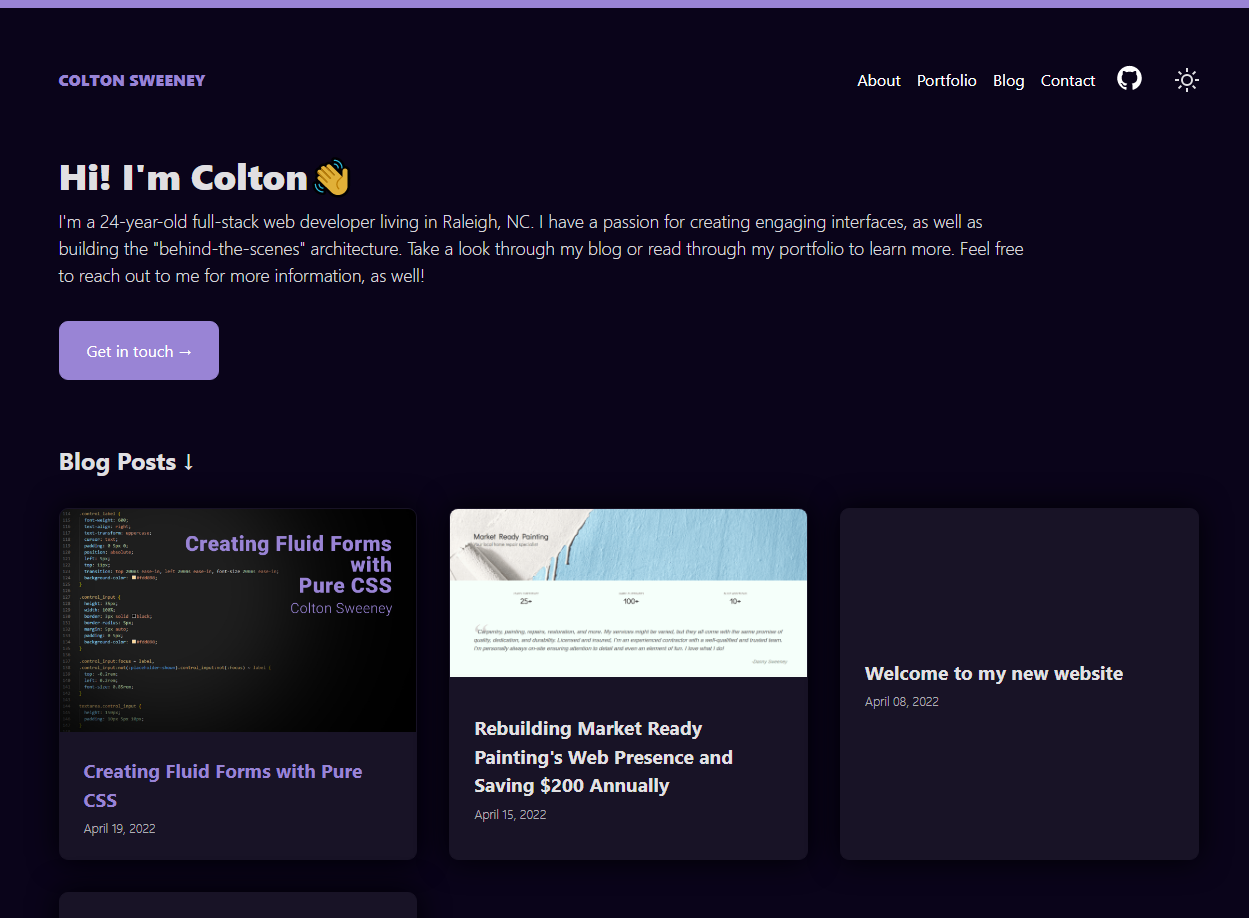 COLTON SWEENEY
About Portfolio Blog Contact
Hi! I'm Colton 👋
I'm a 24-year-old full-stack web developer living in Raleigh, NC. I have a passion for creating engaging interfaces, as well as
building the "behind-the-scenes" architecture. Take a look through my blog or read through my portfolio to learn more. Feel free
to reach out to me for more information, as well!
Get in touch →
Blog Posts ↓
Creating Fluid Forms
with
Pure CSS
Colton Sweeney
Creating Fluid Forms with Pure
CSS
April 19, 2022
Market Ready Painting
Your local home repair specialist
25+ 100+ 10+
"Carpentry, painting, repairs, restoration, and more. My services might be varied, but they all come with the same promise of
quality, dedication, and durability. Licensed and insured, I'm an experienced contractor with a well-qualified and trusted team.
I'm personally always on-site ensuring attention to detail and even an element of fun. I love what I do!
-Danny Sweeney
Rebuilding Market Ready
Painting's Web Presence and
Saving $200 Annually
April 15, 2022
Welcome to my new website
April 08, 2022